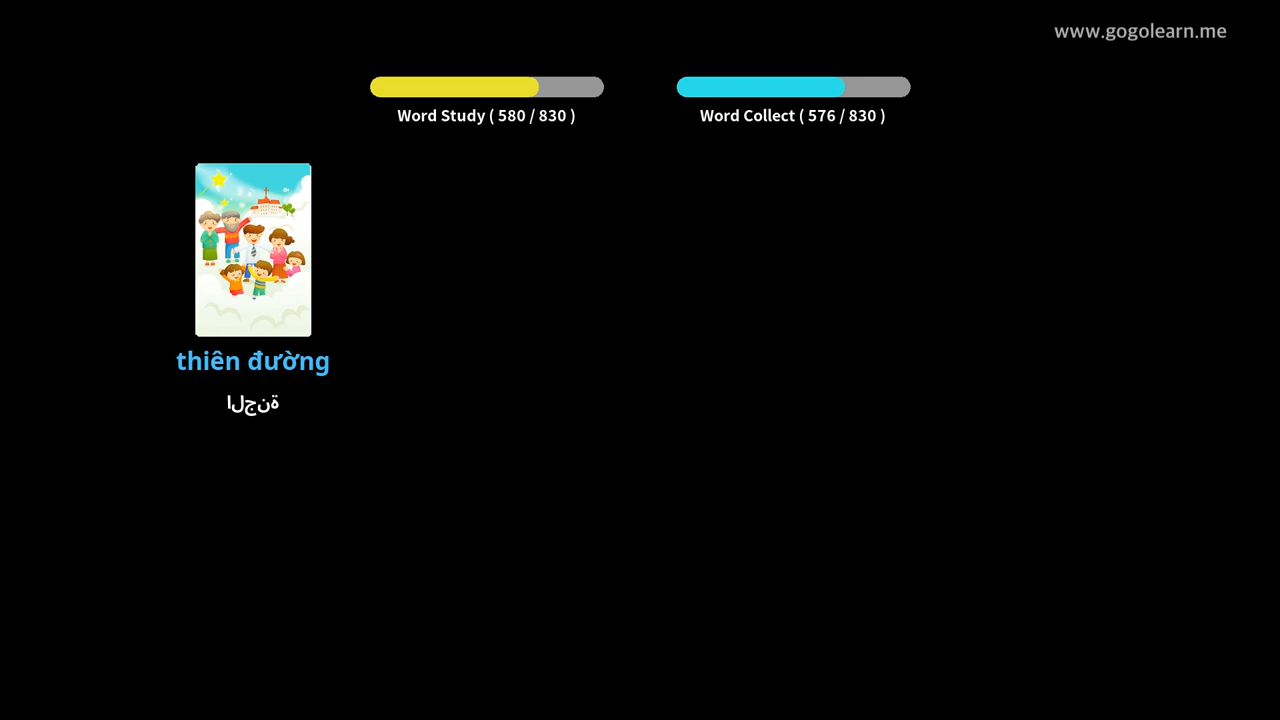 www.gogolearn.me
Word Study ( 580 / 830 )
Word Collect ( 576 / 830 )
thiên đường
الجنة